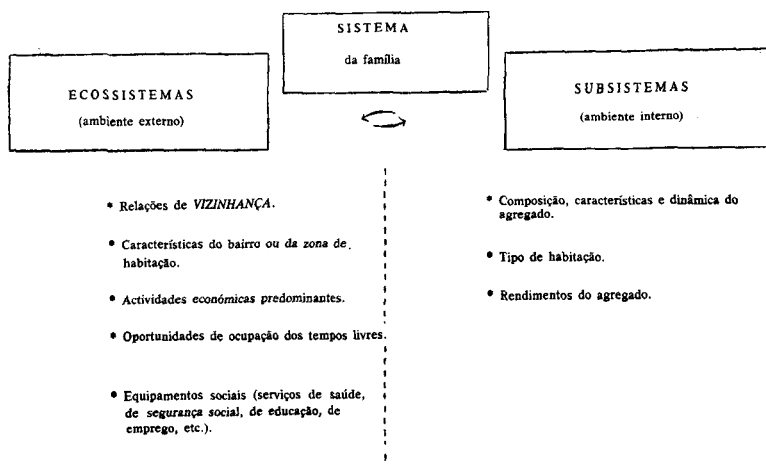 SISTEMA
da família
ECOSSISTEMAS
(ambiente externo)
SUBSISTEMAS
(ambiente interno)
* Relações de VIZINHANÇA.
• Características do bairro ou da zona de
habitação.
• Actividades económicas predominantes.
* Oportunidades de ocupação dos tempos livres.
• Equipamentos sociais (serviços de saúde,
de segurança social, de educação, de
emprego, etc.).
* Composição, características e dinâmica do
agregado.
• Tipo de habitação.
* Rendimentos do agregado.